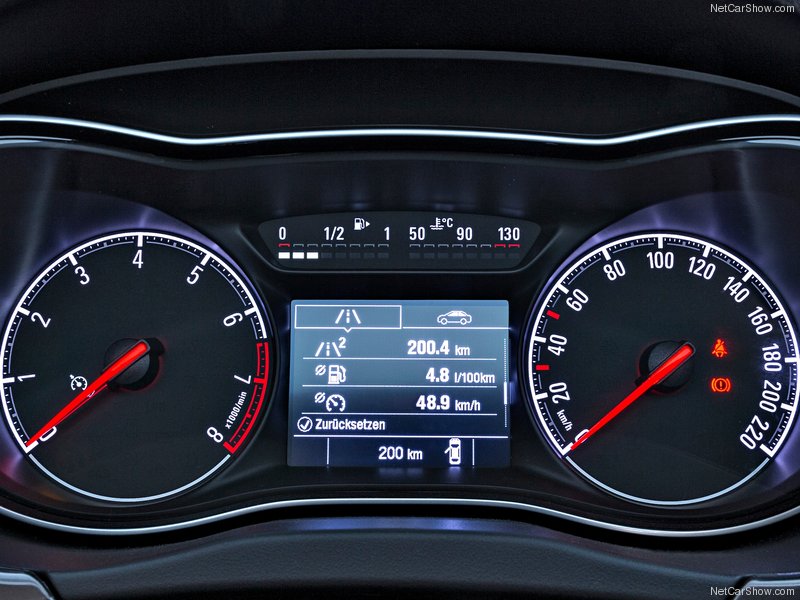 NetCarShow.com
0 1/2 1 50 °C 90 130
1 2 3 4 5 6 7 8
x1000/min
0
2 200.4 km
Ø 4.8 l/100km
Ø 48.9 km/h
Zurücksetzen
200 km
0 20 40 60 80 100 120 140 160 180 200 220
km/h
NetCarShow.com